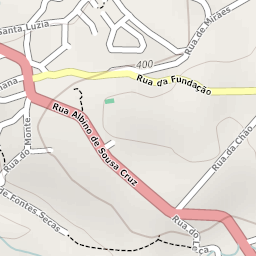 Santa Luzia
Rua de Mirães
400
Rua da Fundação
Rua Albino de Sousa Cruz
Rua do Monte
Rua da Chão
Rua do
de Fontes Secas